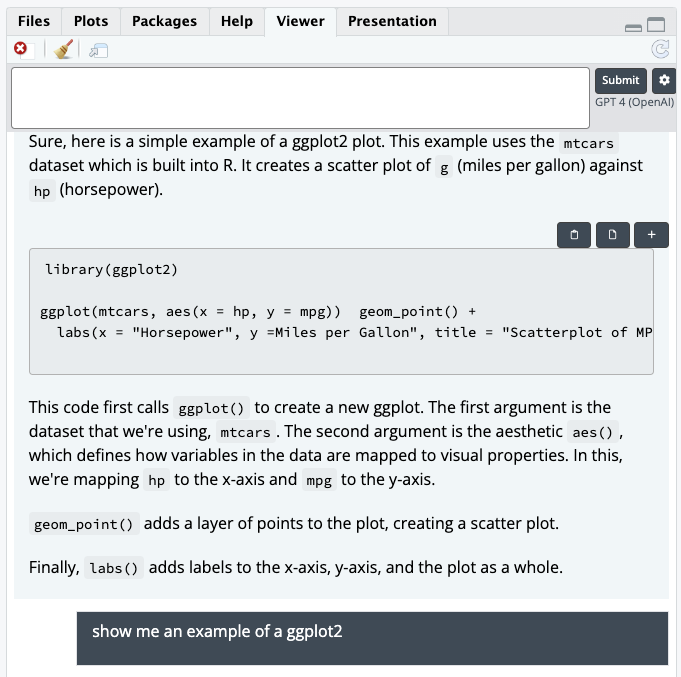 Files Plots Packages Help Viewer Presentation
Submit
GPT 4 (OpenAI)
Sure, here is a simple example of a ggplot2 plot. This example uses the mtcars
dataset which is built into R. It creates a scatter plot of g (miles per gallon) against
hp (horsepower).
library(ggplot2)
ggplot(mtcars, aes(x = hp, y = mpg))  geom_point() +
  labs(x = "Horsepower", y =Miles per Gallon", title = "Scatterplot of MP
This code first calls ggplot() to create a new ggplot. The first argument is the
dataset that we're using, mtcars. The second argument is the aesthetic aes(),
which defines how variables in the data are mapped to visual properties. In this,
we're mapping hp to the x-axis and mpg to the y-axis.
geom_point() adds a layer of points to the plot, creating a scatter plot.
Finally, labs() adds labels to the x-axis, y-axis, and the plot as a whole.
show me an example of a ggplot2